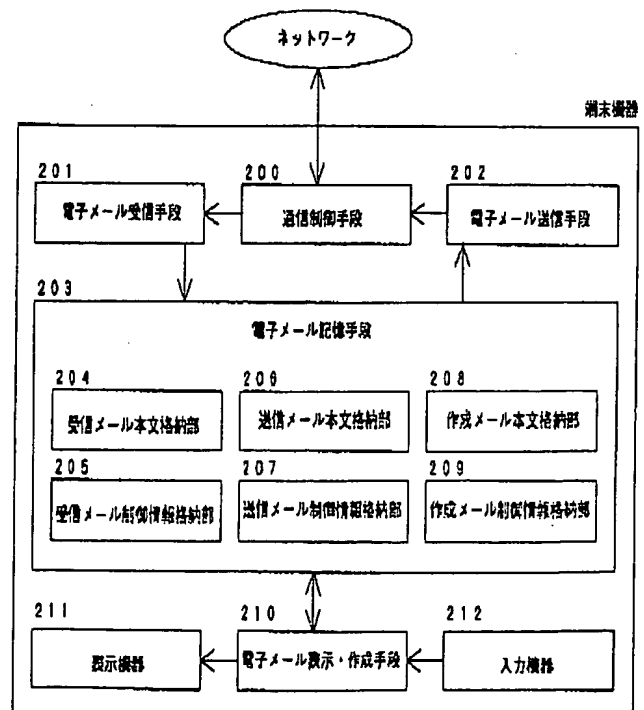 ネットワーク
端末機器
201 200 202
電子メール受信手段 通信制御手段 電子メール送信手段
203
電子メール記憶手段
204 206 208
受信メール本文格納部 送信メール本文格納部 作成メール本文格納部
205 207 209
受信メール制御情報格納部 送信メール制御情報格納部 作成メール制御情報格納部
211 210 212
表示機器 電子メール表示・作成手段 入力機器